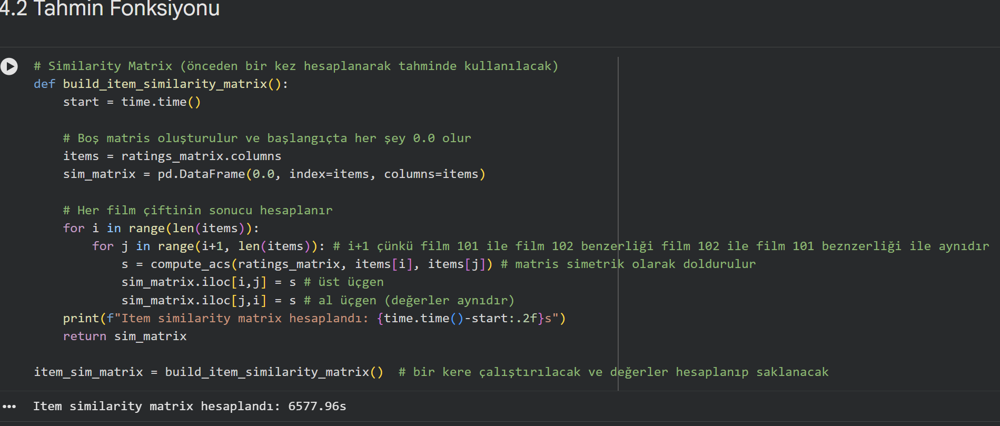 4.2 Tahmin Fonksiyonu
# Similarity Matrix (önceden bir kez hesaplanarak tahminde kullanılacak)
def build_item_similarity_matrix():
    start = time.time()
    # Boş matris oluşturulur ve başlangıçta her şey 0.0 olur
    items = ratings_matrix.columns
    sim_matrix = pd.DataFrame(0.0, index=items, columns=items)
    # Her film çiftinin sonucu hesaplanır
    for i in range(len(items)):
        for j in range(i+1, len(items)): # i+1 çünkü film 101 ile film 102 benzerliği film 102 ile film 101 beznzerliği ile aynıdır
            s = compute_acs(ratings_matrix, items[i], items[j]) # matris simetrik olarak doldurulur
            sim_matrix.iloc[i,j] = s # üst üçgen
            sim_matrix.iloc[j,i] = s # al üçgen (değerler aynıdır)
    print(f"Item similarity matrix hesaplandı: {time.time()-start:.2f}s")
    return sim_matrix
item_sim_matrix = build_item_similarity_matrix()  # bir kere çalıştırılacak ve değerler hesaplanıp saklanacak
Item similarity matrix hesaplandı: 6577.96s